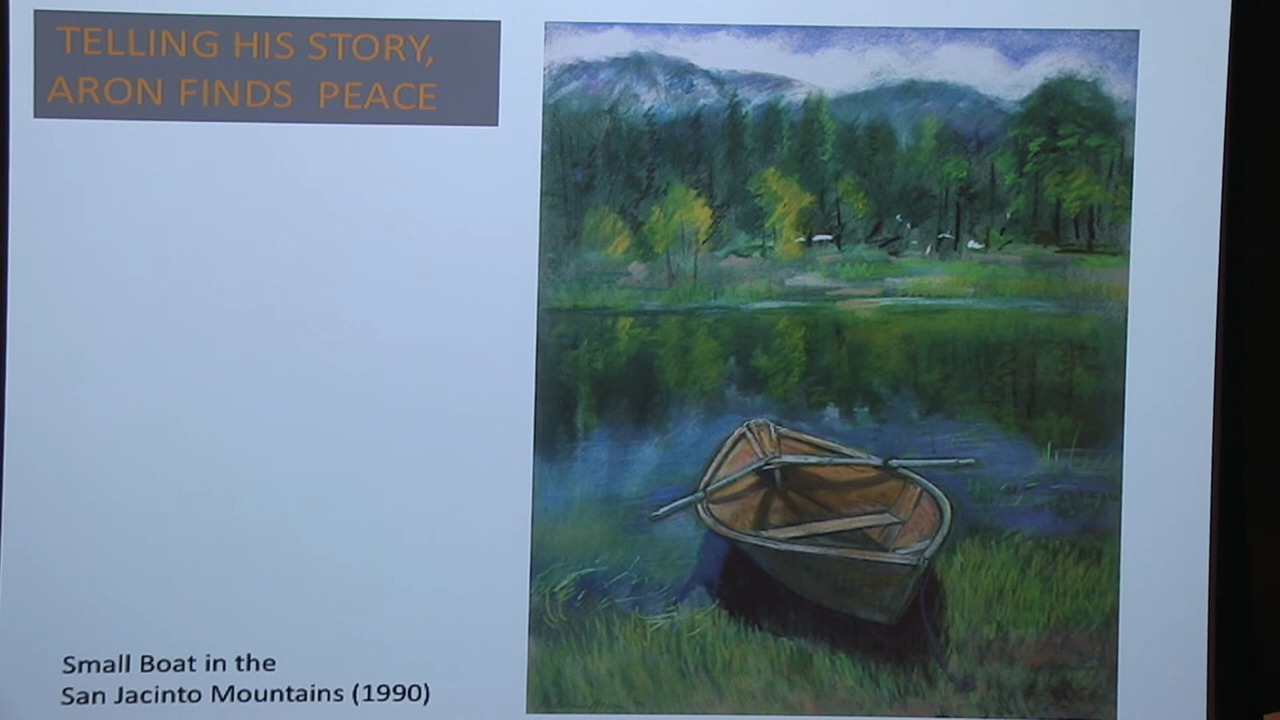 TELLING HIS STORY,
ARON FINDS PEACE
Small Boat in the
San Jacinto Mountains (1990)